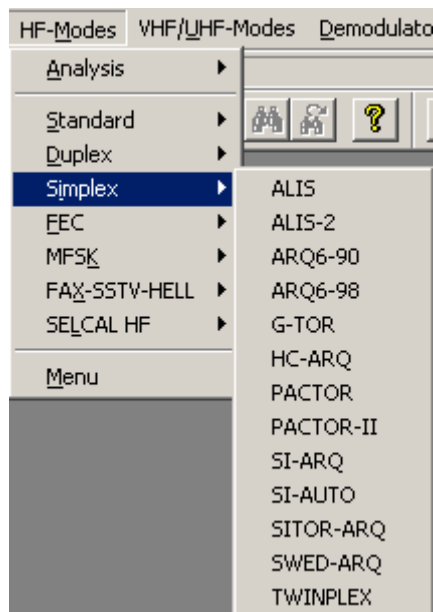 HF-Modes VHF/UHF-Modes Demodulato
Analysis
Standard
Duplex
Simplex
FEC
MFSK
FAX-SSTV-HELL
SELCAL HF
Menu
ALIS
ALIS-2
ARQ6-90
ARQ6-98
G-TOR
HC-ARQ
PACTOR
PACTOR-II
SI-ARQ
SI-AUTO
SITOR-ARQ
SWED-ARQ
TWINPLEX